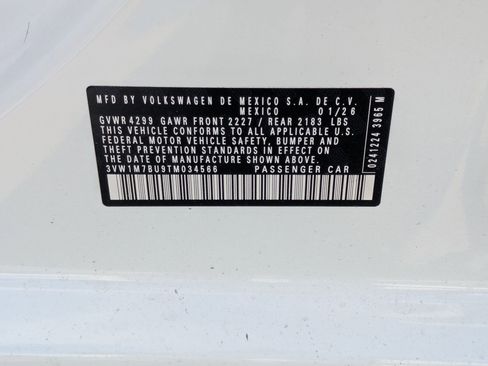 MFD BY VOLKSWAGEN DE MEXICO S.A. DE C.V.
MEXICO 01/26
GVWR 4299 GAWR FRONT 2227 / REAR 2183 LBS
THIS VEHICLE CONFORMS TO ALL APPLICABLE U.S.
FEDERAL MOTOR VEHICLE SAFETY, BUMPER AND
THEFT PREVENTION STANDARDS IN EFFECT ON
THE DATE OF MANUFACTURE SHOWN ABOVE.
3VW1M7BU9TM034566 PASSENGER CAR
0241224 3965 M